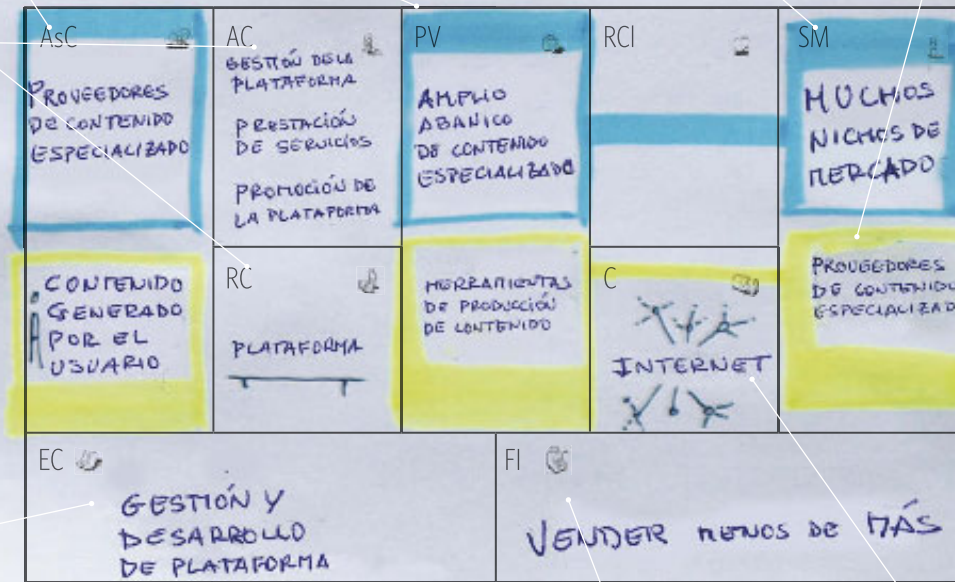 AsC
PROVEEDORES
DE CONTENIDO
ESPECIALIZADO
CONTENIDO
GENERADO
POR EL
USUARIO
AC
GESTIÓN DE LA
PLATAFORMA
PRESTACIÓN
DE SERVICIOS
PROMOCIÓN DE
LA PLATAFORMA
RC
PLATAFORMA
PV
AMPLIO
ABANICO
DE CONTENIDO
ESPECIALIZADO
HERRAMIENTAS
DE PRODUCCIÓN
DE CONTENIDO
RCl
C
INTERNET
SM
MUCHOS
NICHOS DE
MERCADO
PROVEEDORES
DE CONTENIDO
ESPECIALIZAD
EC
GESTIÓN Y
DESARROLLO
DE PLATAFORMA
FI
VENDER MENOS DE MÁS